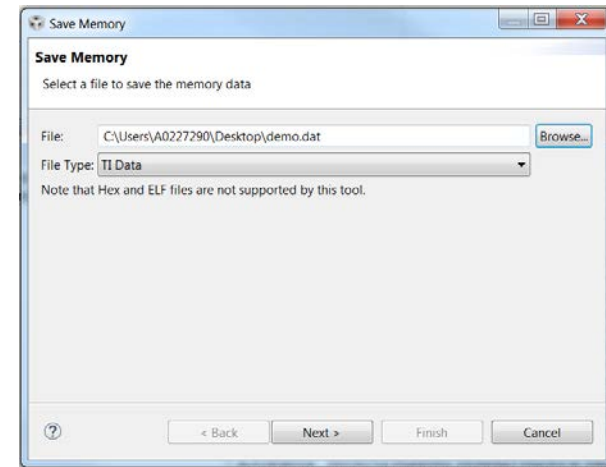 Save Memory
Save Memory
Select a file to save the memory data
File: C:\Users\A0227290\Desktop\demo.dat Browse...
File Type: TI Data
Note that Hex and ELF files are not supported by this tool.
< Back Next > Finish Cancel